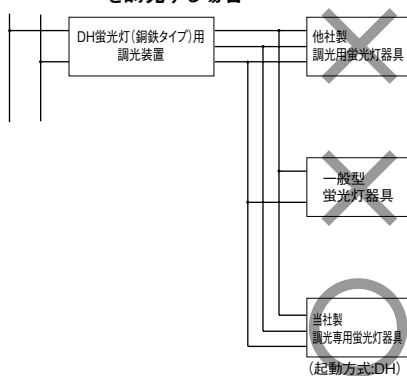 を調光する場合
DH蛍光灯(銅鉄タイプ)用
調光装置
他社製
調光用蛍光灯器具
一般型
蛍光灯器具
当社製
調光専用蛍光灯器具
(起動方式:DH)